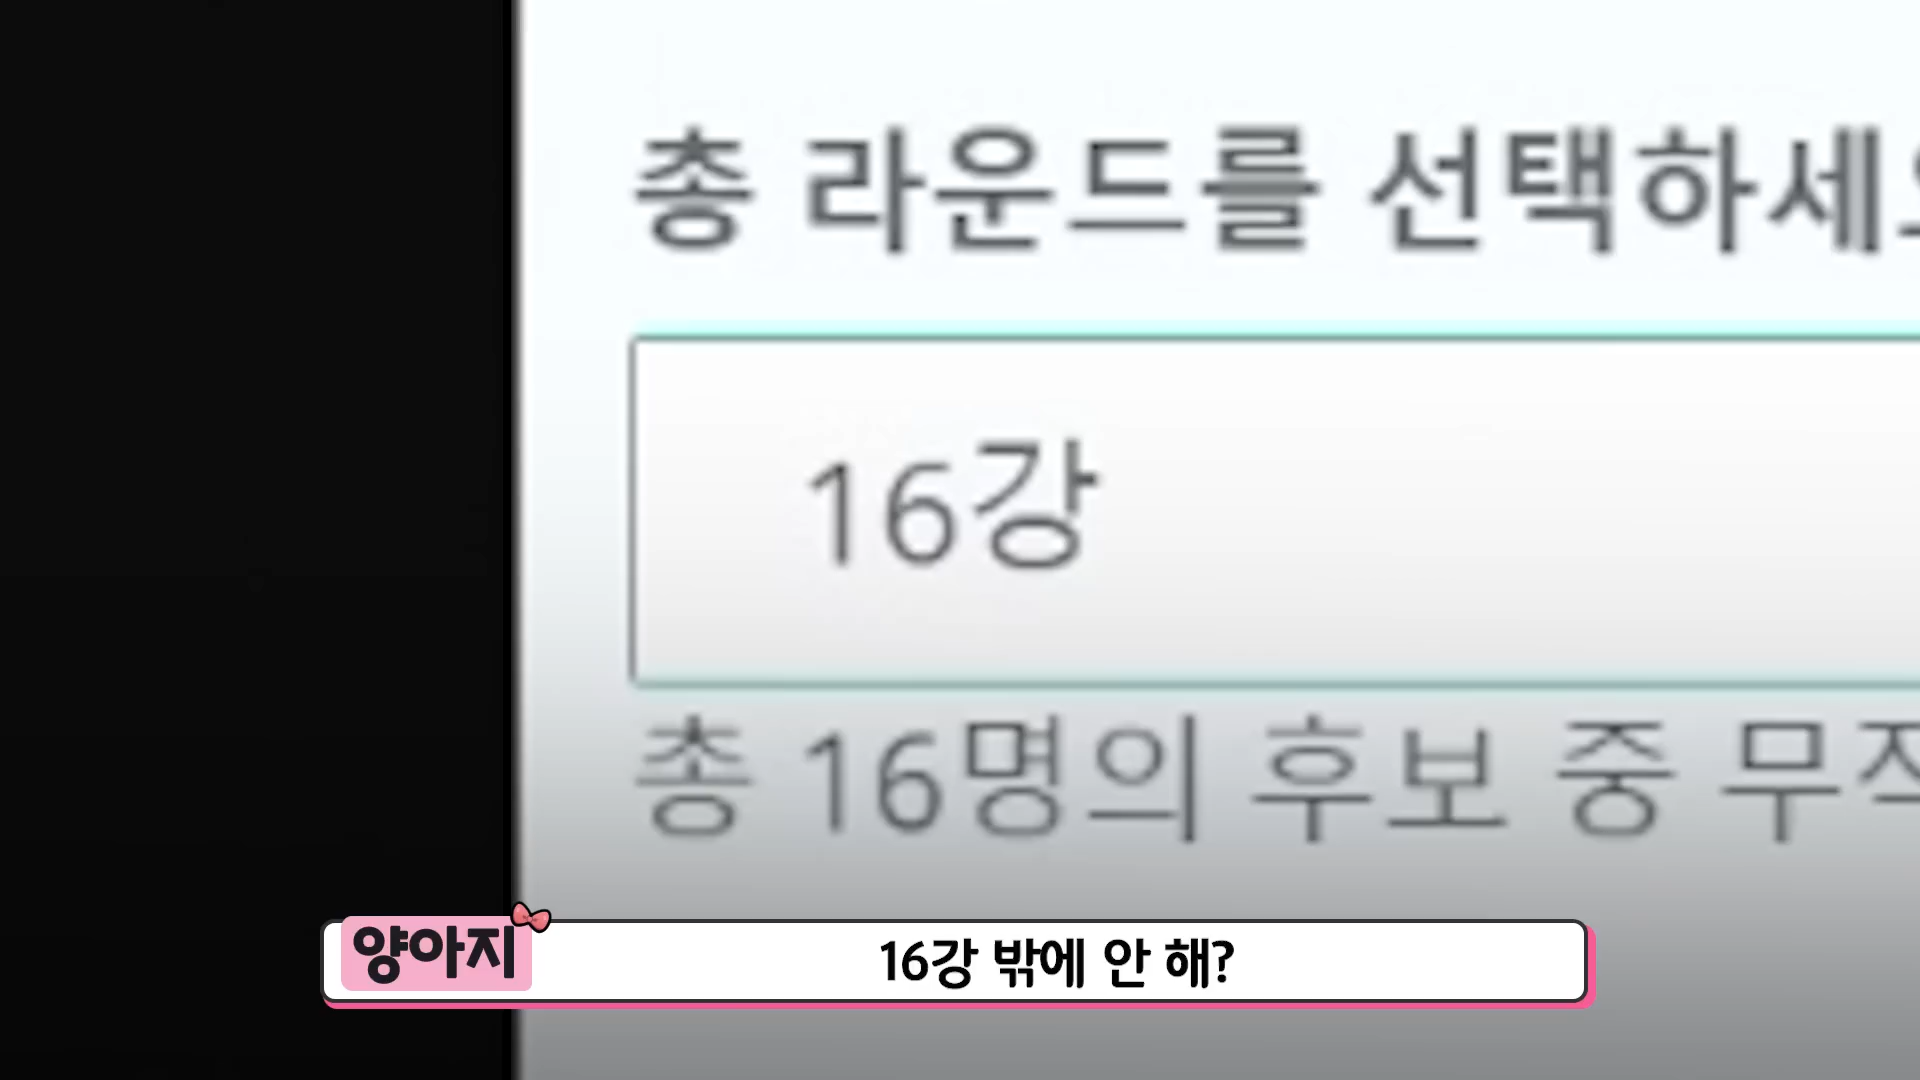 총 라운드를 선택하세
16강
총 16명의 후보 중
양아지
16강 밖에 안 해?